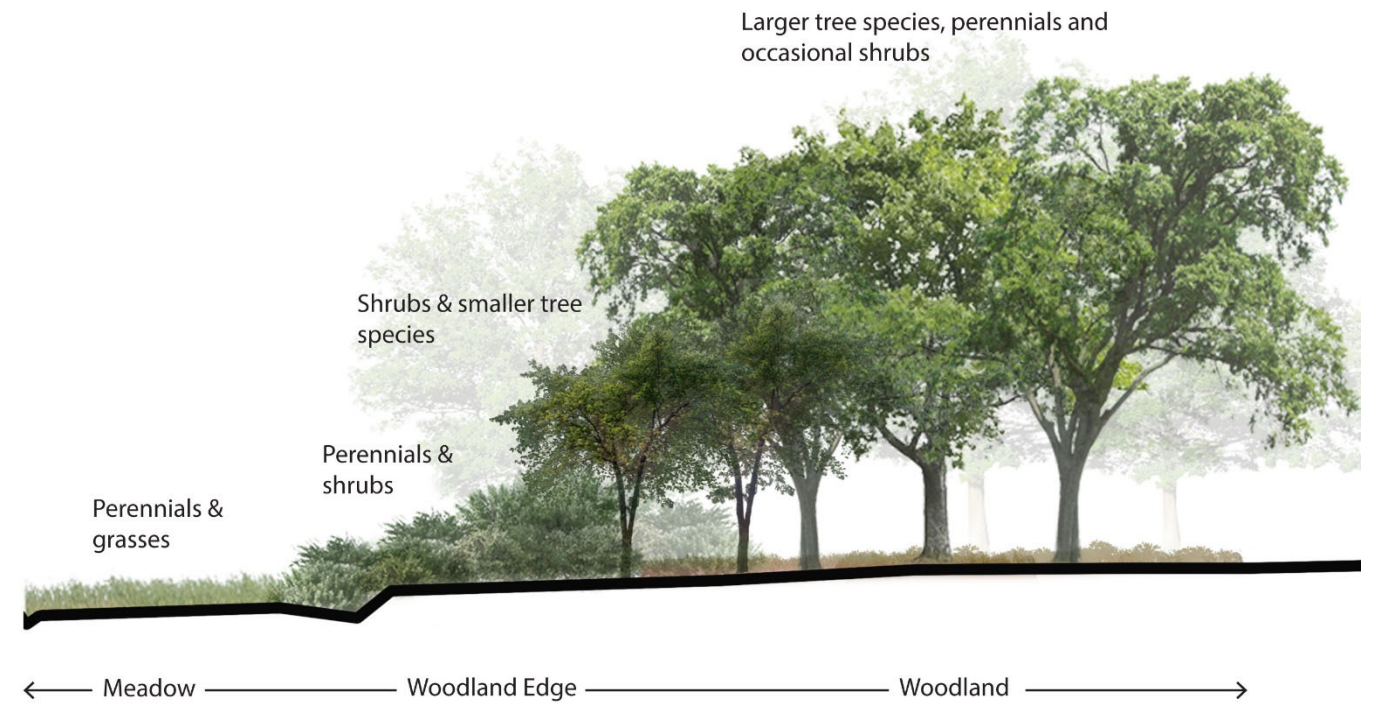 Larger tree species, perennials and
occasional shrubs
Shrubs & smaller tree
species
Perennials &
shrubs
Perennials &
grasses
Meadow
Woodland Edge
Woodland